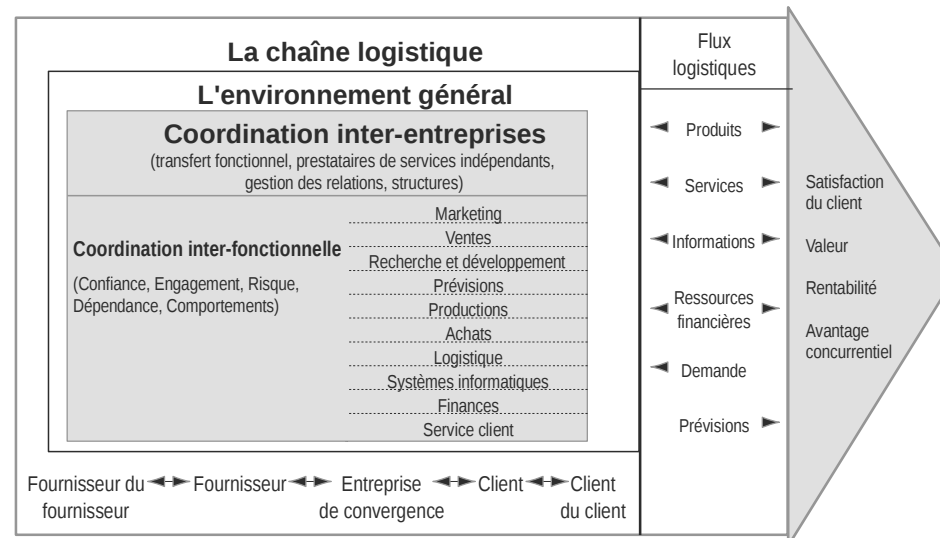 La chaîne logistique
L'environnement général
Coordination inter-entreprises
(transfert fonctionnel, prestataires de services indépendants,
gestion des relations, structures)
Coordination inter-fonctionnelle
(Confiance, Engagement, Risque,
Dépendance, Comportements)
Marketing
Ventes
Recherche et développement
Prévisions
Productions
Achats
Logistique
Systèmes informatiques
Finances
Service client
Fournisseur du
fournisseur
Fournisseur
Entreprise
de convergence
Client
Client
du client
Flux
logistiques
Produits
Services
Informations
Ressources
financières
Demande
Prévisions
Satisfaction
du client
Valeur
Rentabilité
Avantage
concurrentiel